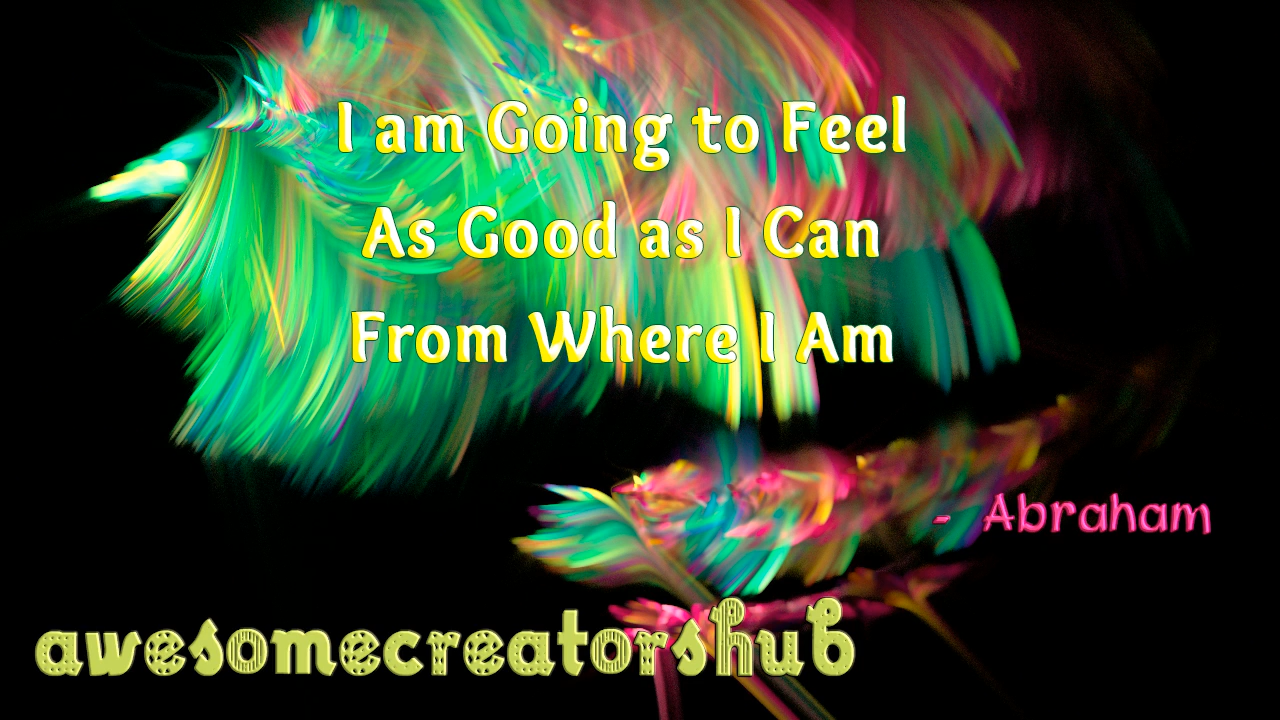 I am Going to Feel
As Good as I Can
From Where I Am
- Abraham
awesomecreatorshub